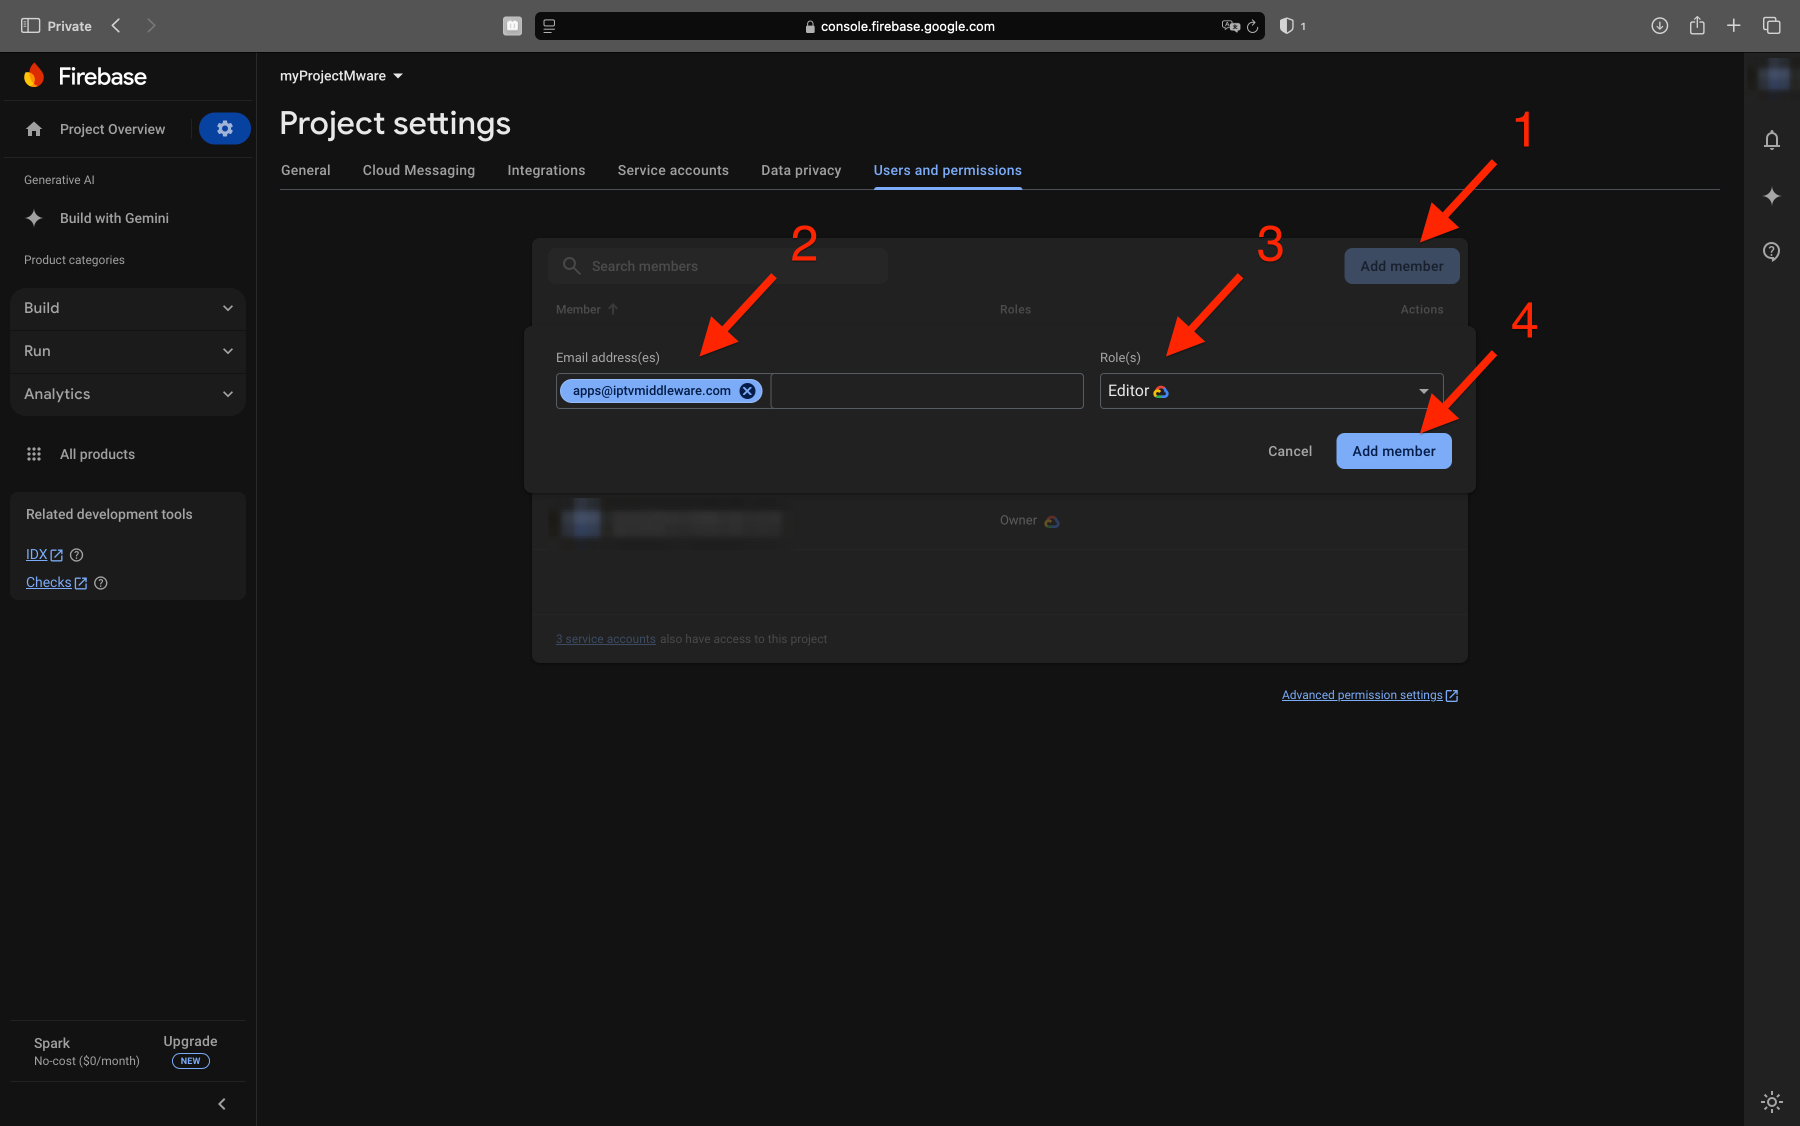 Private
console.firebase.google.com
1
Firebase
Project Overview
Generative AI
Build with Gemini
Product categories
Build
Run
Analytics
All products
Related development tools
IDX
Checks
Spark
No-cost ($0/month)
Upgrade
NEW
myProjectMware
Project settings
General
Cloud Messaging
Integrations
Service accounts
Data privacy
Users and permissions
1
2
3
4
Search members
Add member
Member
Roles
Actions
Email address(es)
Role(s)
apps@iptvmiddleware.com
Editor
Cancel
Add member
Owner
3 service accounts also have access to this project
Advanced permission settings